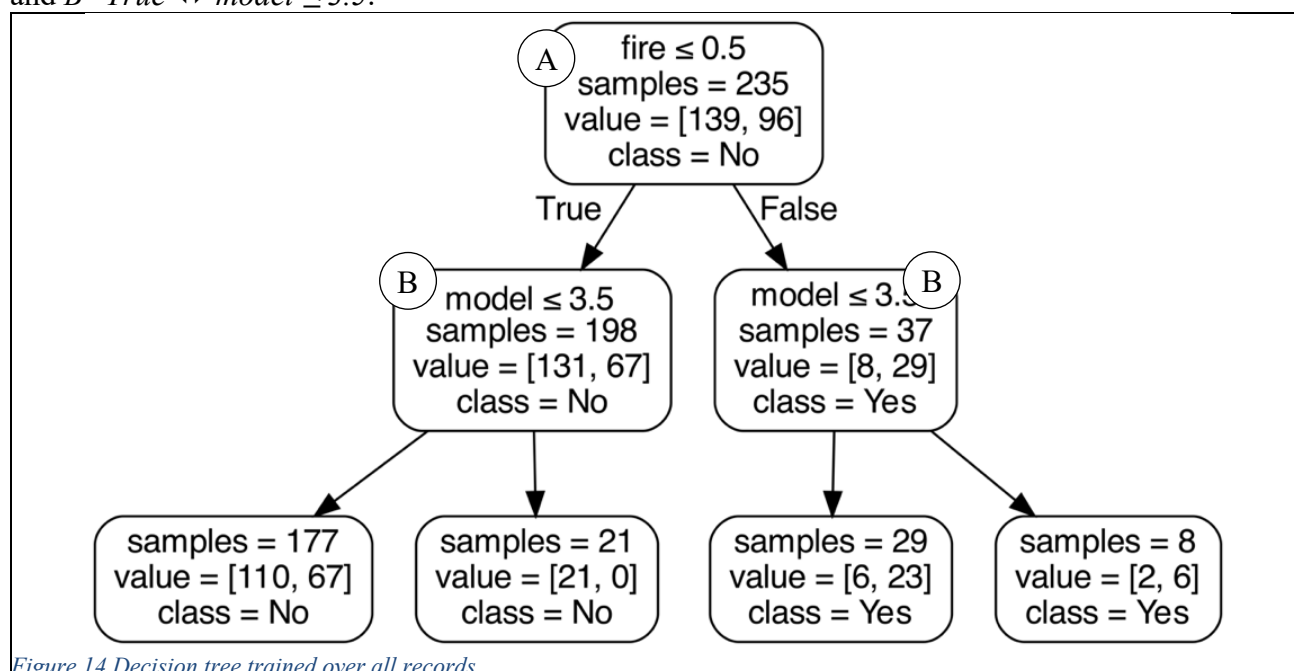 and B=True ↔ model ≤3.5.
A
fire ≤ 0.5
samples = 235
value = [139, 96]
class = No
True
False
B
model ≤ 3.5
samples = 198
value = [131, 67]
class = No
B
model ≤ 3.5
samples = 37
value = [8, 29]
class = Yes
samples = 177
value = [110, 67]
class = No
samples = 21
value = [21, 0]
class = No
samples = 29
value = [6, 23]
class = Yes
samples = 8
value = [2, 6]
class = Yes
Figure 14 Decision tree trained over all records